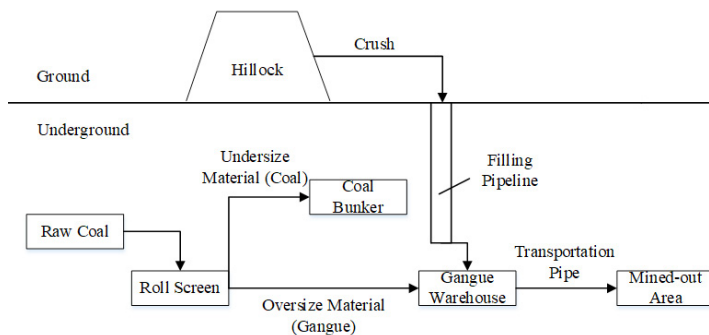 Crush
Hillock
Ground
Underground
Undersize
Material (Coal)
Filling
Pipeline
Coal
Bunker
Raw Coal
Transportation
Pipe
Roll Screen
Gangue
Warehouse
Mined-out
Area
Oversize Material
(Gangue)